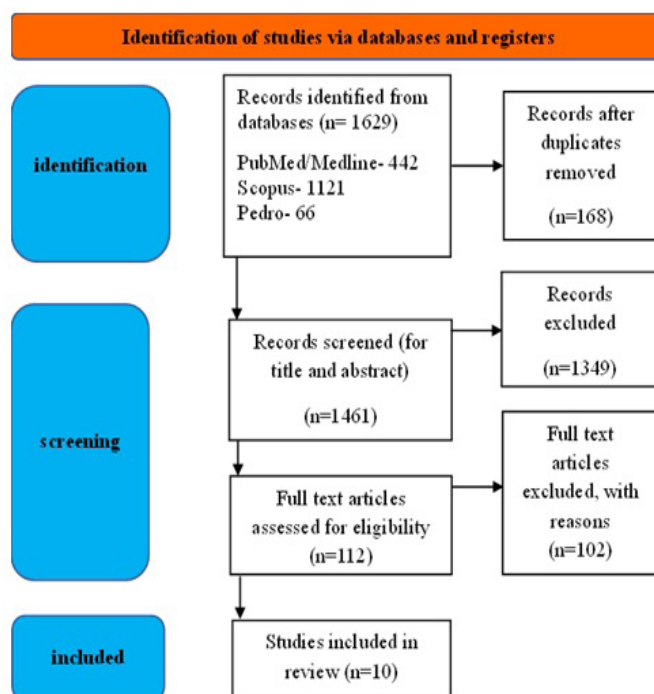 Identification of studies via databases and registers
identification
Records identified from
databases (n= 1629)
PubMed/Medline- 442
Scopus- 1121
Pedro- 66
Records after
duplicates
removed
(n=168)
screening
Records screened (for
title and abstract)
(n=1461)
Records
excluded
(n=1349)
Full text articles
assessed for eligibility
(n=112)
Full text
articles
excluded, with
reasons
(n=102)
included
Studies included in
review (n=10)